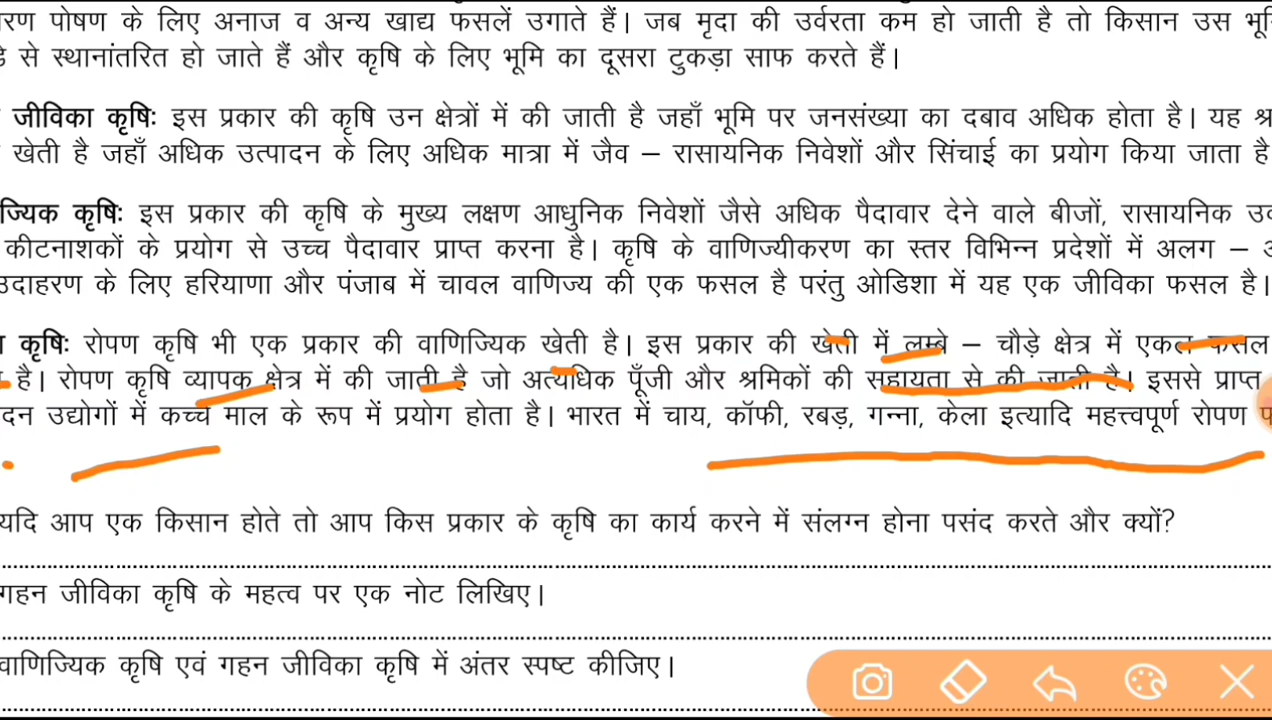 पोषण के लिए अनाज व अन्य खाद्य फसलें उगाते हैं। जब मृदा की उर्वरता कम हो जाती है तो किसान उस
से स्थानांतरित हो जाते हैं और कृषि के लिए भूमि का दूसरा टुकड़ा साफ करते हैं।
जीविका कृषिः इस प्रकार की कृषि उन क्षेत्रों में की जाती है जहाँ भूमि पर जनसंख्या का दबाव अधिक होता है। यह
खेती है जहाँ अधिक उत्पादन के लिए अधिक मात्रा में जैव – रासायनिक निवेशों और सिंचाई का प्रयोग किया जाता है
कृषिः इस प्रकार की कृषि के मुख्य लक्षण आधुनिक निवेशों जैसे अधिक पैदावार देने वाले बीजों, रासायनिक
कीटनाशकों के प्रयोग से उच्च पैदावार प्राप्त करना है। कृषि के वाणिज्यीकरण का स्तर विभिन्न प्रदेशों में अलग –
उदाहरण के लिए हरियाणा और पंजाब में चावल वाणिज्य की एक फसल है परंतु ओडिशा में यह एक जीविका फसल है।
कृषिः रोपण कृषि भी एक प्रकार की वाणिज्यिक खेती है। इस प्रकार की खेती में लम्बे – चौड़े क्षेत्र में एकल फसल
है। रोपण कृषि व्यापक क्षेत्र में की जाती है जो अत्यधिक पूँजी और श्रमिकों की सहायता से की जाती है। इससे प्राप्त
उद्योगों में कच्चे माल के रूप में प्रयोग होता है। भारत में चाय, कॉफी, रबड़, गन्ना, केला इत्यादि महत्त्वपूर्ण रोपण
यदि आप एक किसान होते तो आप किस प्रकार के कृषि का कार्य करने में संलग्न होना पसंद करते और क्यों?
गहन जीविका कृषि के महत्व पर एक नोट लिखिए।
वाणिज्यिक कृषि एवं गहन जीविका कृषि में अंतर स्पष्ट कीजिए।